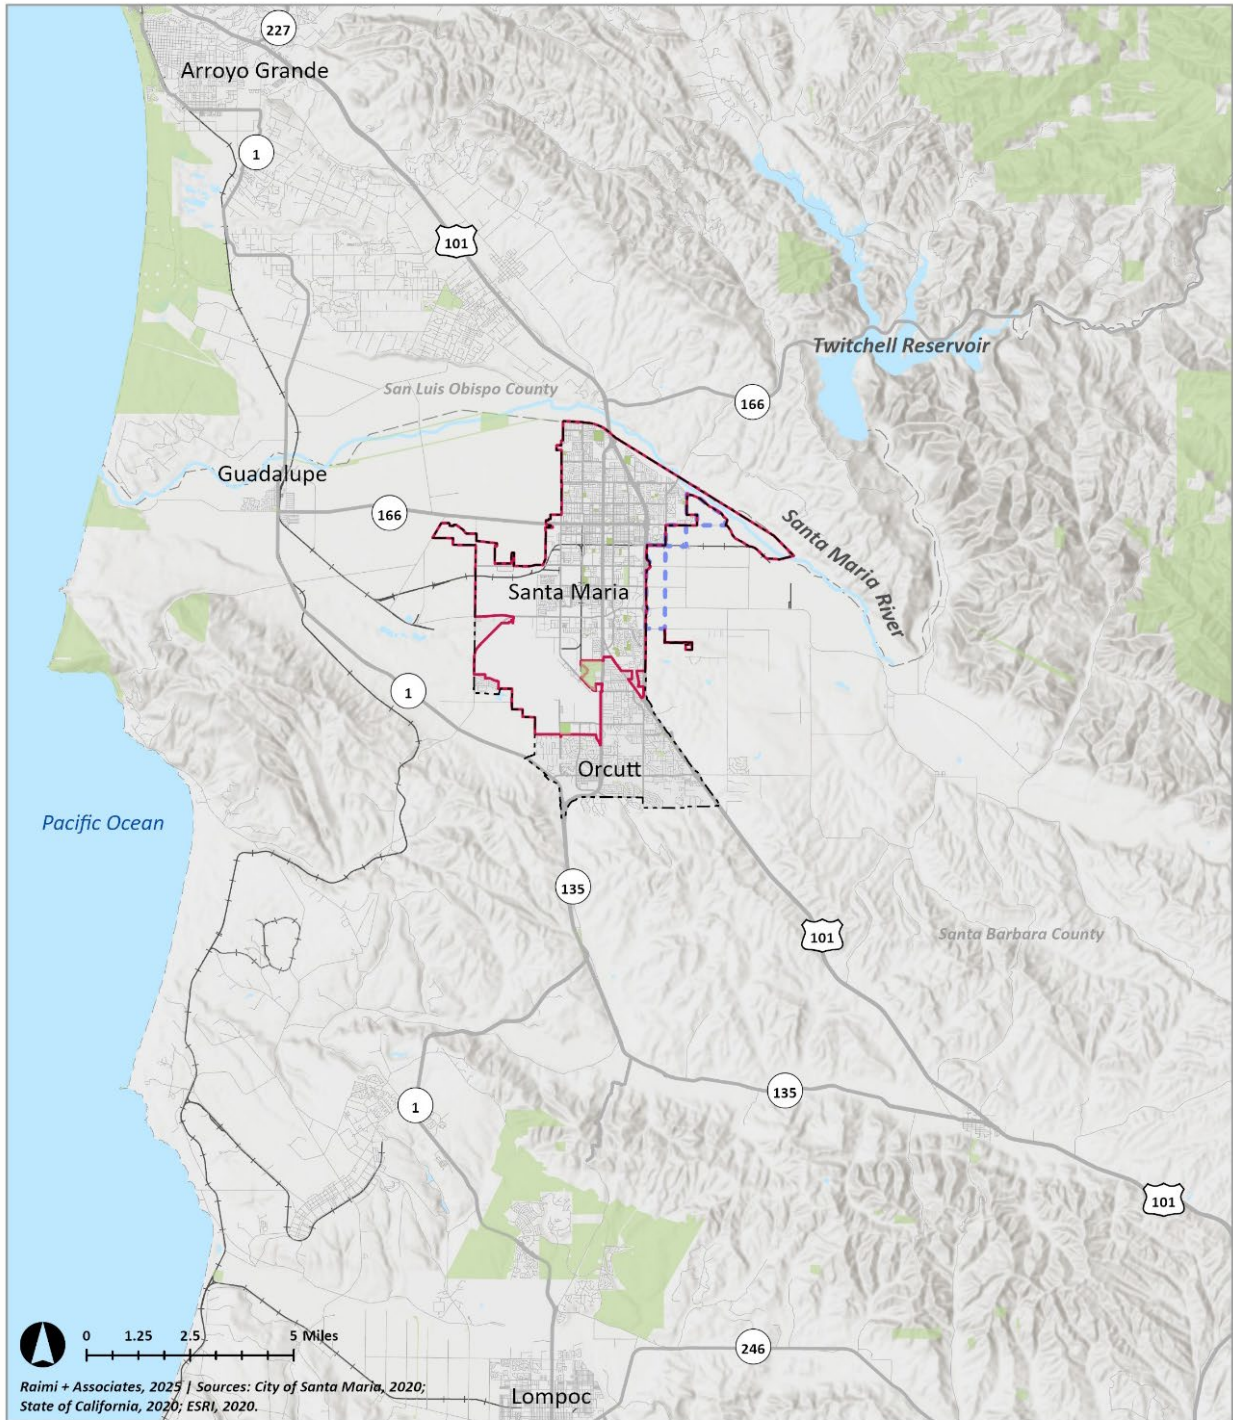 227
Arroyo Grande
1
101
Twitchell Reservoir
San Luis Obispo County
166
Guadalupe
166
Santa Maria River
Santa Maria
1
Orcutt
Pacific Ocean
135
101
Santa Barbara County
135
1
101
0 1.25 2.5 5 Miles
246
Raimi + Associates, 2025 | Sources: City of Santa Maria, 2020;
State of California, 2020; ESRI, 2020.
Lompoc